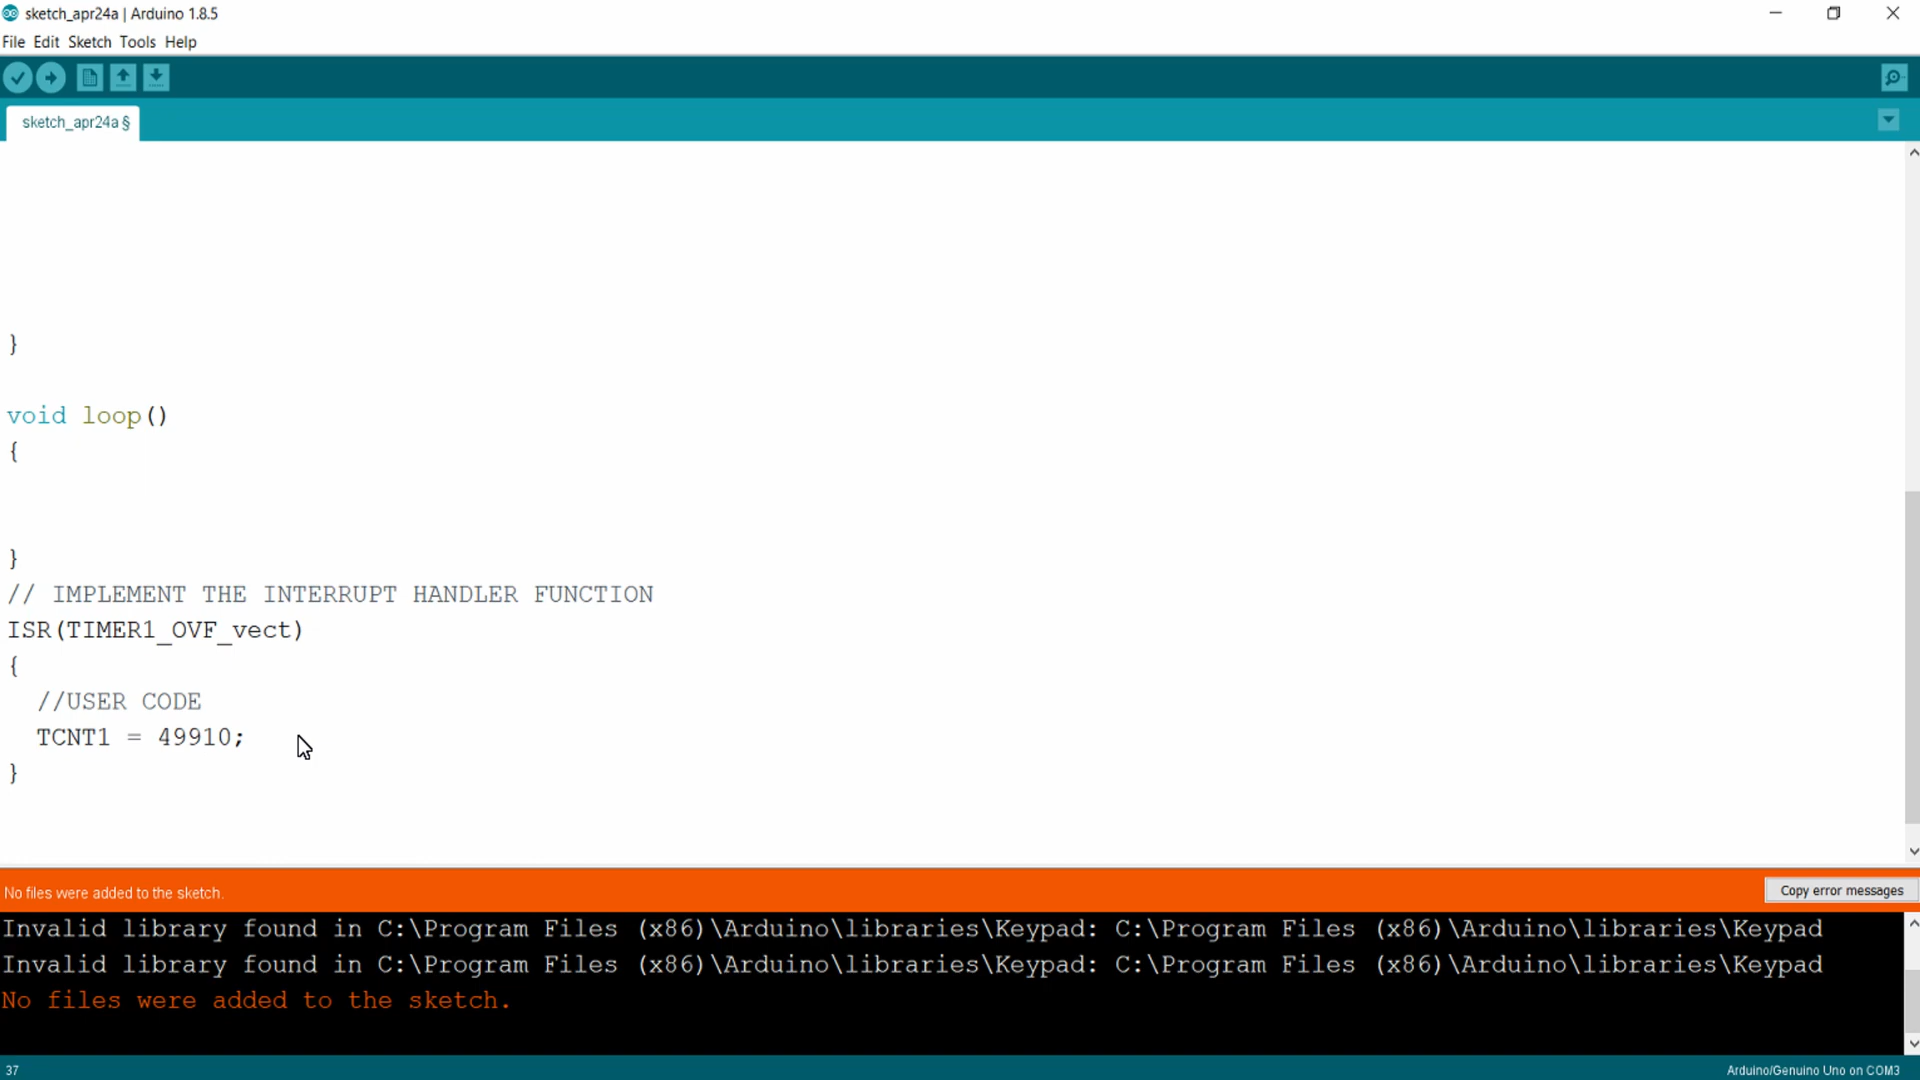 sketch_apr24a | Arduino 1.8.5
File Edit Sketch Tools Help
sketch_apr24a §
}
void loop()
{
}
// IMPLEMENT THE INTERRUPT HANDLER FUNCTION
ISR(TIMER1_OVF_vect)
{
//USER CODE
TCNT1 = 49910;
}
No files were added to the sketch.
Copy error messages
Invalid library found in C:\Program Files (x86)\Arduino\libraries\Keypad: C:\Program Files (x86)\Arduino\libraries\Keypad
Invalid library found in C:\Program Files (x86)\Arduino\libraries\Keypad: C:\Program Files (x86)\Arduino\libraries\Keypad
No files were added to the sketch.
37
Arduino/Genuino Uno on COM3